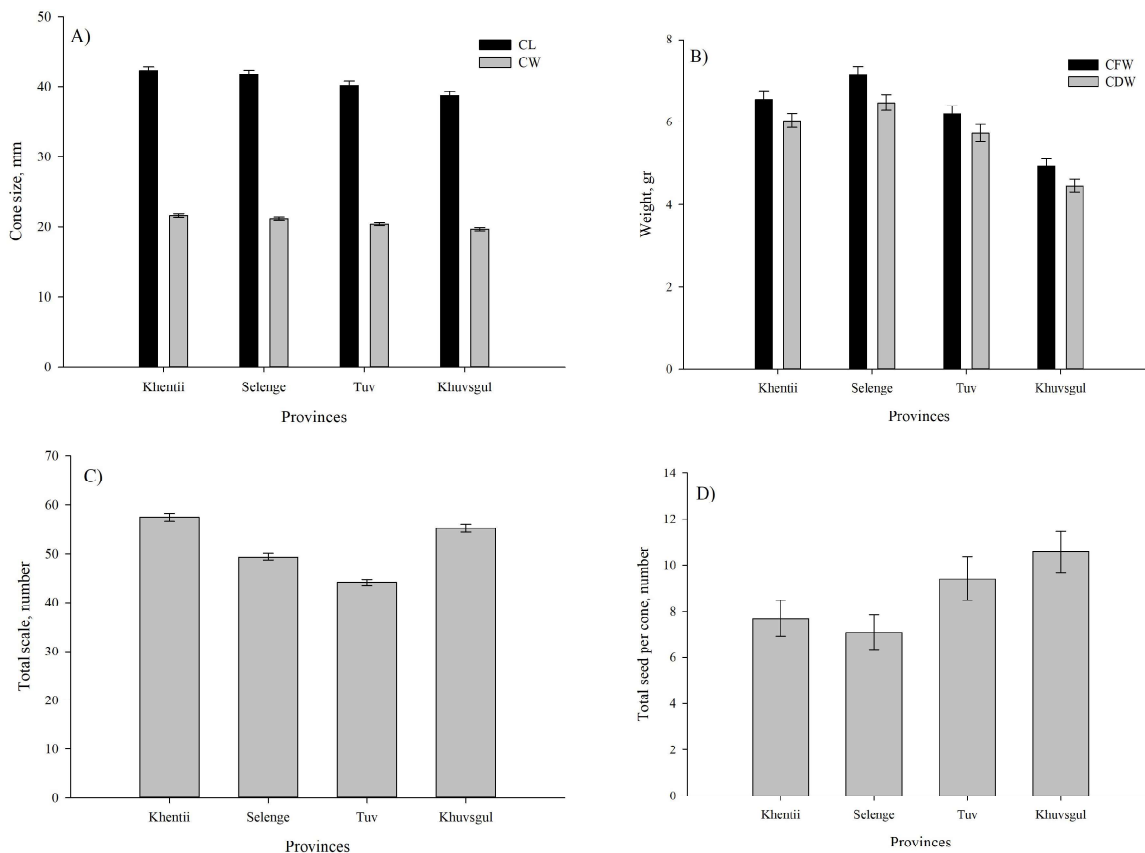 A)
CL
CW
Cone size, mm
50
40
30
20
10
0
Khentii Selenge Tuv Khuvsgul
Provinces
B)
CFW
CDW
Weight, gr
8
6
4
2
0
Khentii Selenge Tuv Khuvsgul
Provinces
C)
Total scale, number
70
60
50
40
30
20
10
0
Khentii Selenge Tuv Khuvsgul
Provinces
D)
Total seed per cone, number
14
12
10
8
6
4
2
0
Khentii Selenge Tuv Khuvsgul
Provinces